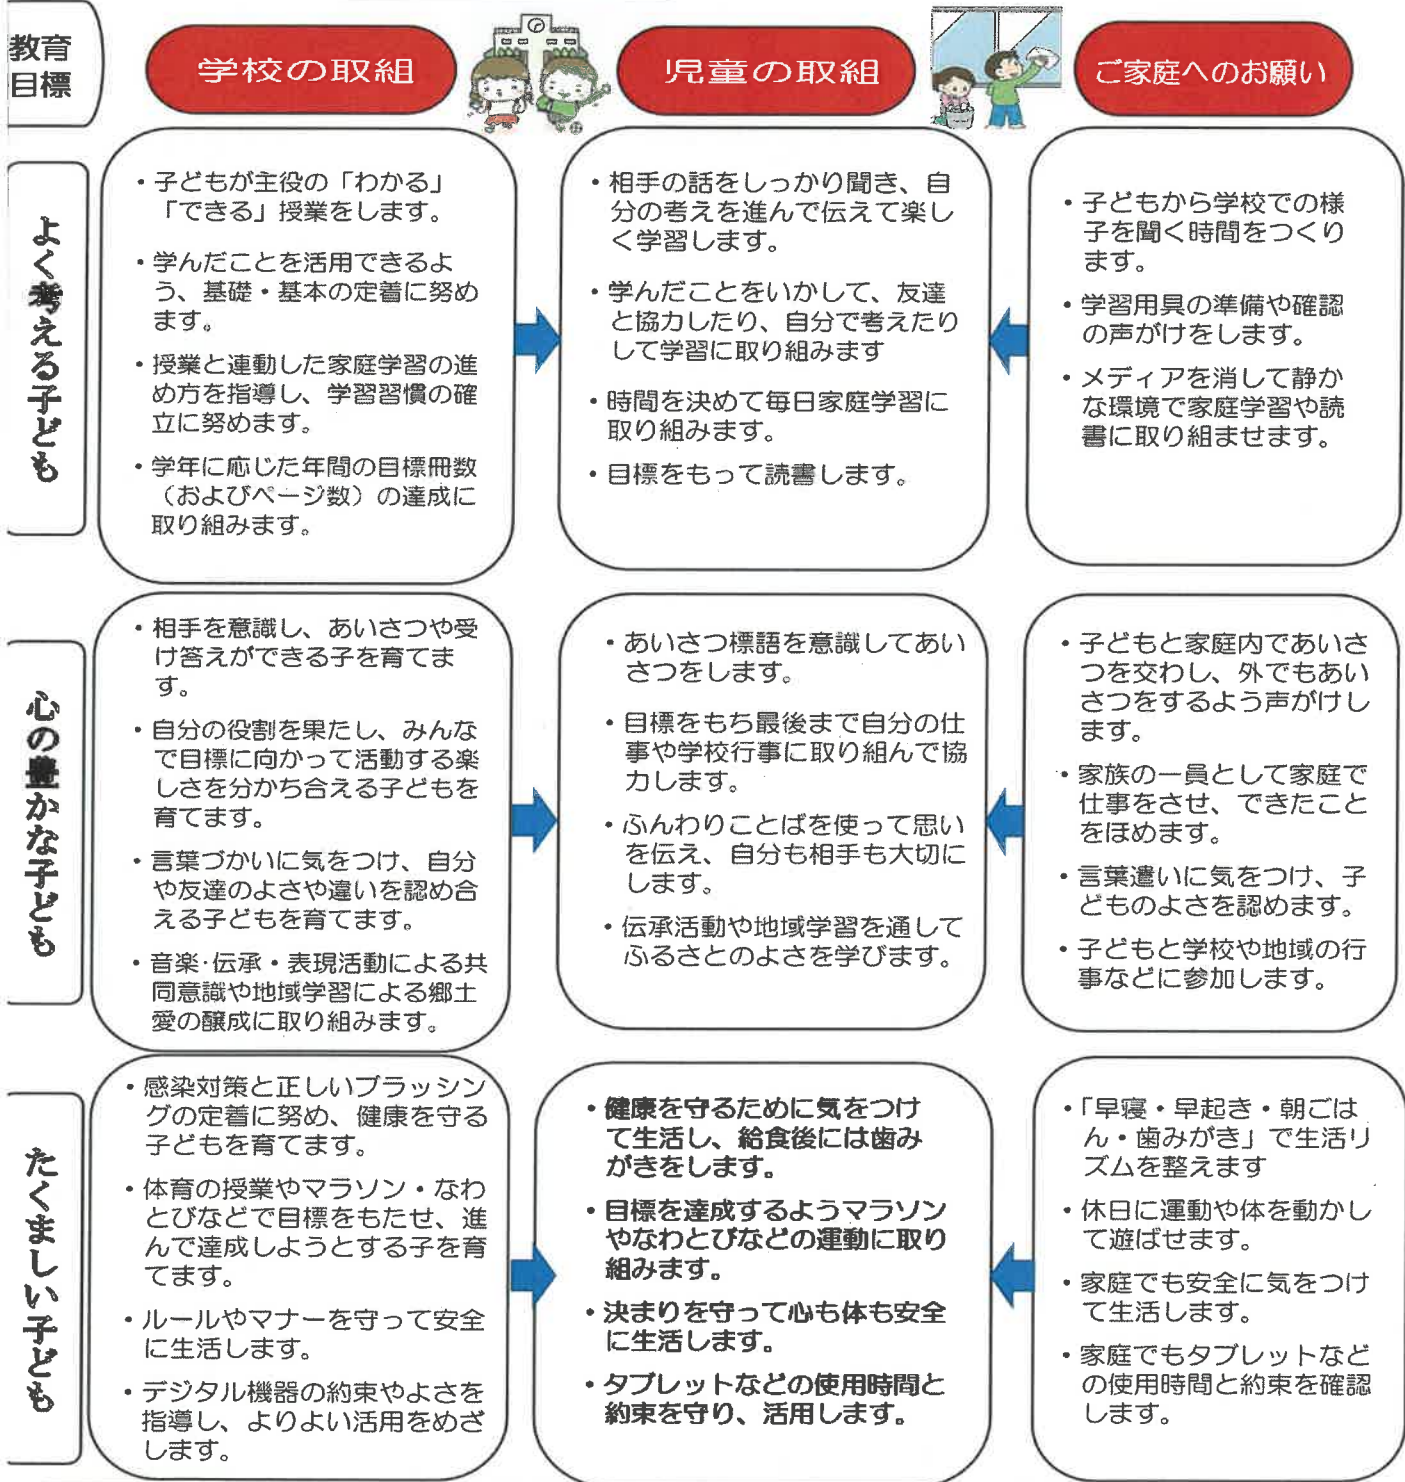 教育
目標
学校の取組
児童の取組
ご家庭へのお願い
よく考える子ども
・子どもが主役の「わかる」
「できる」授業をします。
・学んだことを活用できるよ
う、基礎・基本の定着に努め
ます。
・授業と連動した家庭学習の進
め方を指導し、学習習慣の確
立に努めます。
・学年に応じた年間の目標冊数
（およびページ数）の達成に
取り組みます。
・相手の話をしっかり聞き、自
分の考えを進んで伝えて楽し
く学習します。
・学んだことをいかして、友達
と協力したり、自分で考えたり
して学習に取り組みます
・時間を決めて毎日家庭学習に
取り組みます。
・目標をもって読書します。
・子どもから学校での様
子を聞く時間をつくり
ます。
・学習用具の準備や確認
の声がけをします。
・メディアを消して静か
な環境で家庭学習や読
書に取り組ませます。
心の豊かな子ども
・相手を意識し、あいさつや受
け答えができる子を育てま
す。
・自分の役割を果たし、みんな
で目標に向かって活動する楽
しさを分かち合える子どもを
育てます。
・言葉づかいに気をつけ、自分
や友達のよさや違いを認め合
える子どもを育てます。
・音楽・伝承・表現活動による共
同意識や地域学習による郷土
愛の醸成に取り組みます。
・あいさつ標語を意識してあい
さつをします。
・目標をもち最後まで自分の仕
事や学校行事に取り組んで協
力します。
・ふんわりことばを使って思い
を伝え、自分も相手も大切に
します。
・伝承活動や地域学習を通して
ふるさとのよさを学びます。
・子どもと家庭内であいさ
つを交わし、外でもあい
さつをするよう声がけし
ます。
・家族の一員として家庭で
仕事をさせ、できたこと
をほめます。
・言葉遣いに気をつけ、子
どものよさを認めます。
・子どもと学校や地域の行
事などに参加します。
たくましい子ども
・感染対策と正しいブラッシン
グの定着に努め、健康を守る
子どもを育てます。
・体育の授業やマラソン・なわ
とびなどで目標をもたせ、進
んで達成しようとする子を育
てます。
・ルールやマナーを守って安全
に生活します。
・デジタル機器の約束やよさを
指導し、よりよい活用をめざ
します。
・健康を守るために気をつけ
て生活し、給食後には歯み
がきをします。
・目標を達成するようマラソン
やなわとびなどの運動に取り
組みます。
・決まりを守って心も体も安全
に生活します。
・タブレットなどの使用時間と
約束を守り、活用します。
・「早寝・早起き・朝ごは
ん・歯みがき」で生活リ
ズムを整えます
・休日に運動や体を動かし
て遊ばせます。
・家庭でも安全に気をつけ
て生活します。
・家庭でもタブレットなど
の使用時間と約束を確認
します。